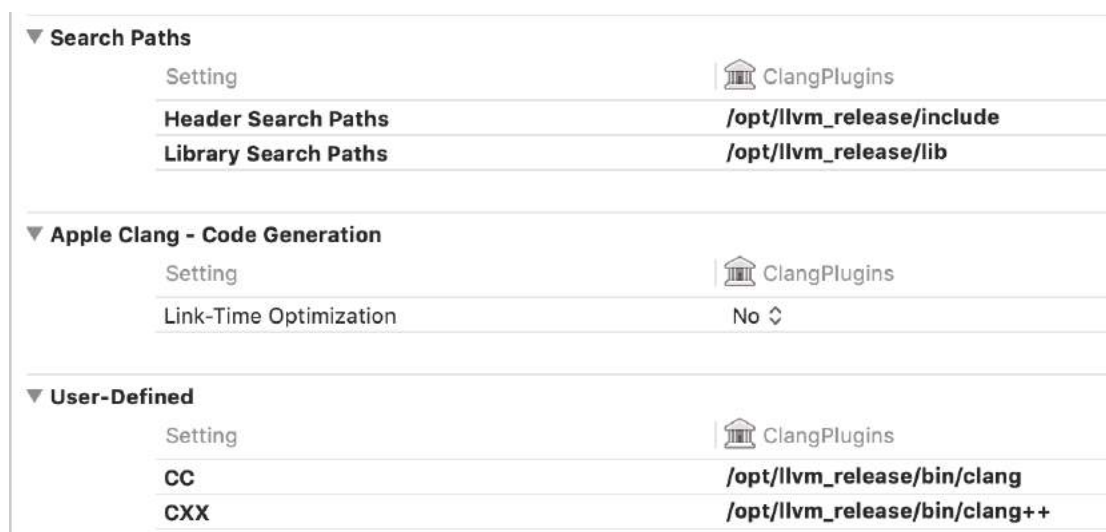 Search Paths
Setting ClangPlugins
Header Search Paths /opt/llvm_release/include
Library Search Paths /opt/llvm_release/lib
Apple Clang - Code Generation
Setting ClangPlugins
Link-Time Optimization No
User-Defined
Setting ClangPlugins
CC /opt/llvm_release/bin/clang
CXX /opt/llvm_release/bin/clang++